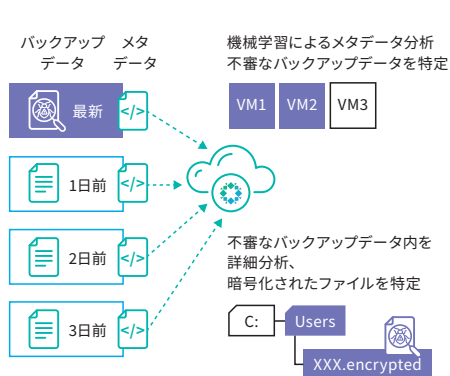 バックアップ
データ
メタ
データ
最新
</>
1日前
</>
2日前
</>
3日前
</>
機械学習によるメタデータ分析
不審なバックアップデータを特定
VM1
VM2
VM3
不審なバックアップデータ内を
詳細分析、
暗号化されたファイルを特定
C:
Users
XXX.encrypted